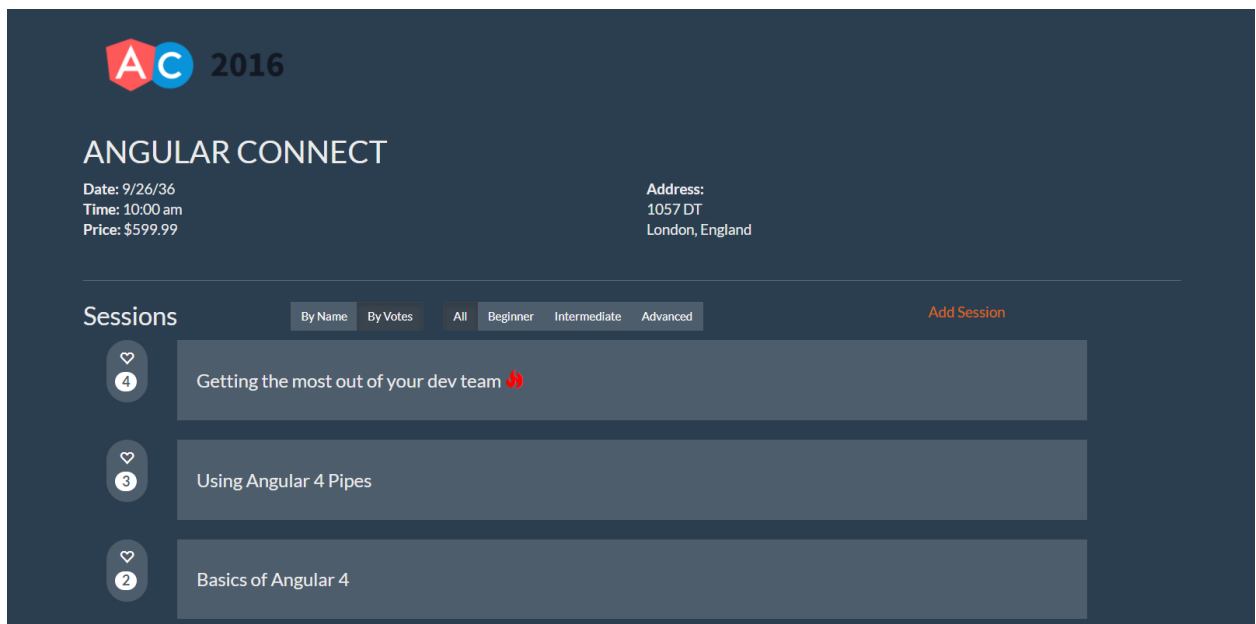 AC 2016
ANGULAR CONNECT
Date: 9/26/36
Time: 10:00 am
Price: $599.99
Address:
1057 DT
London, England
Sessions
By Name By Votes All Beginner Intermediate Advanced
Add Session
4
Getting the most out of your dev team
3
Using Angular 4 Pipes
2
Basics of Angular 4